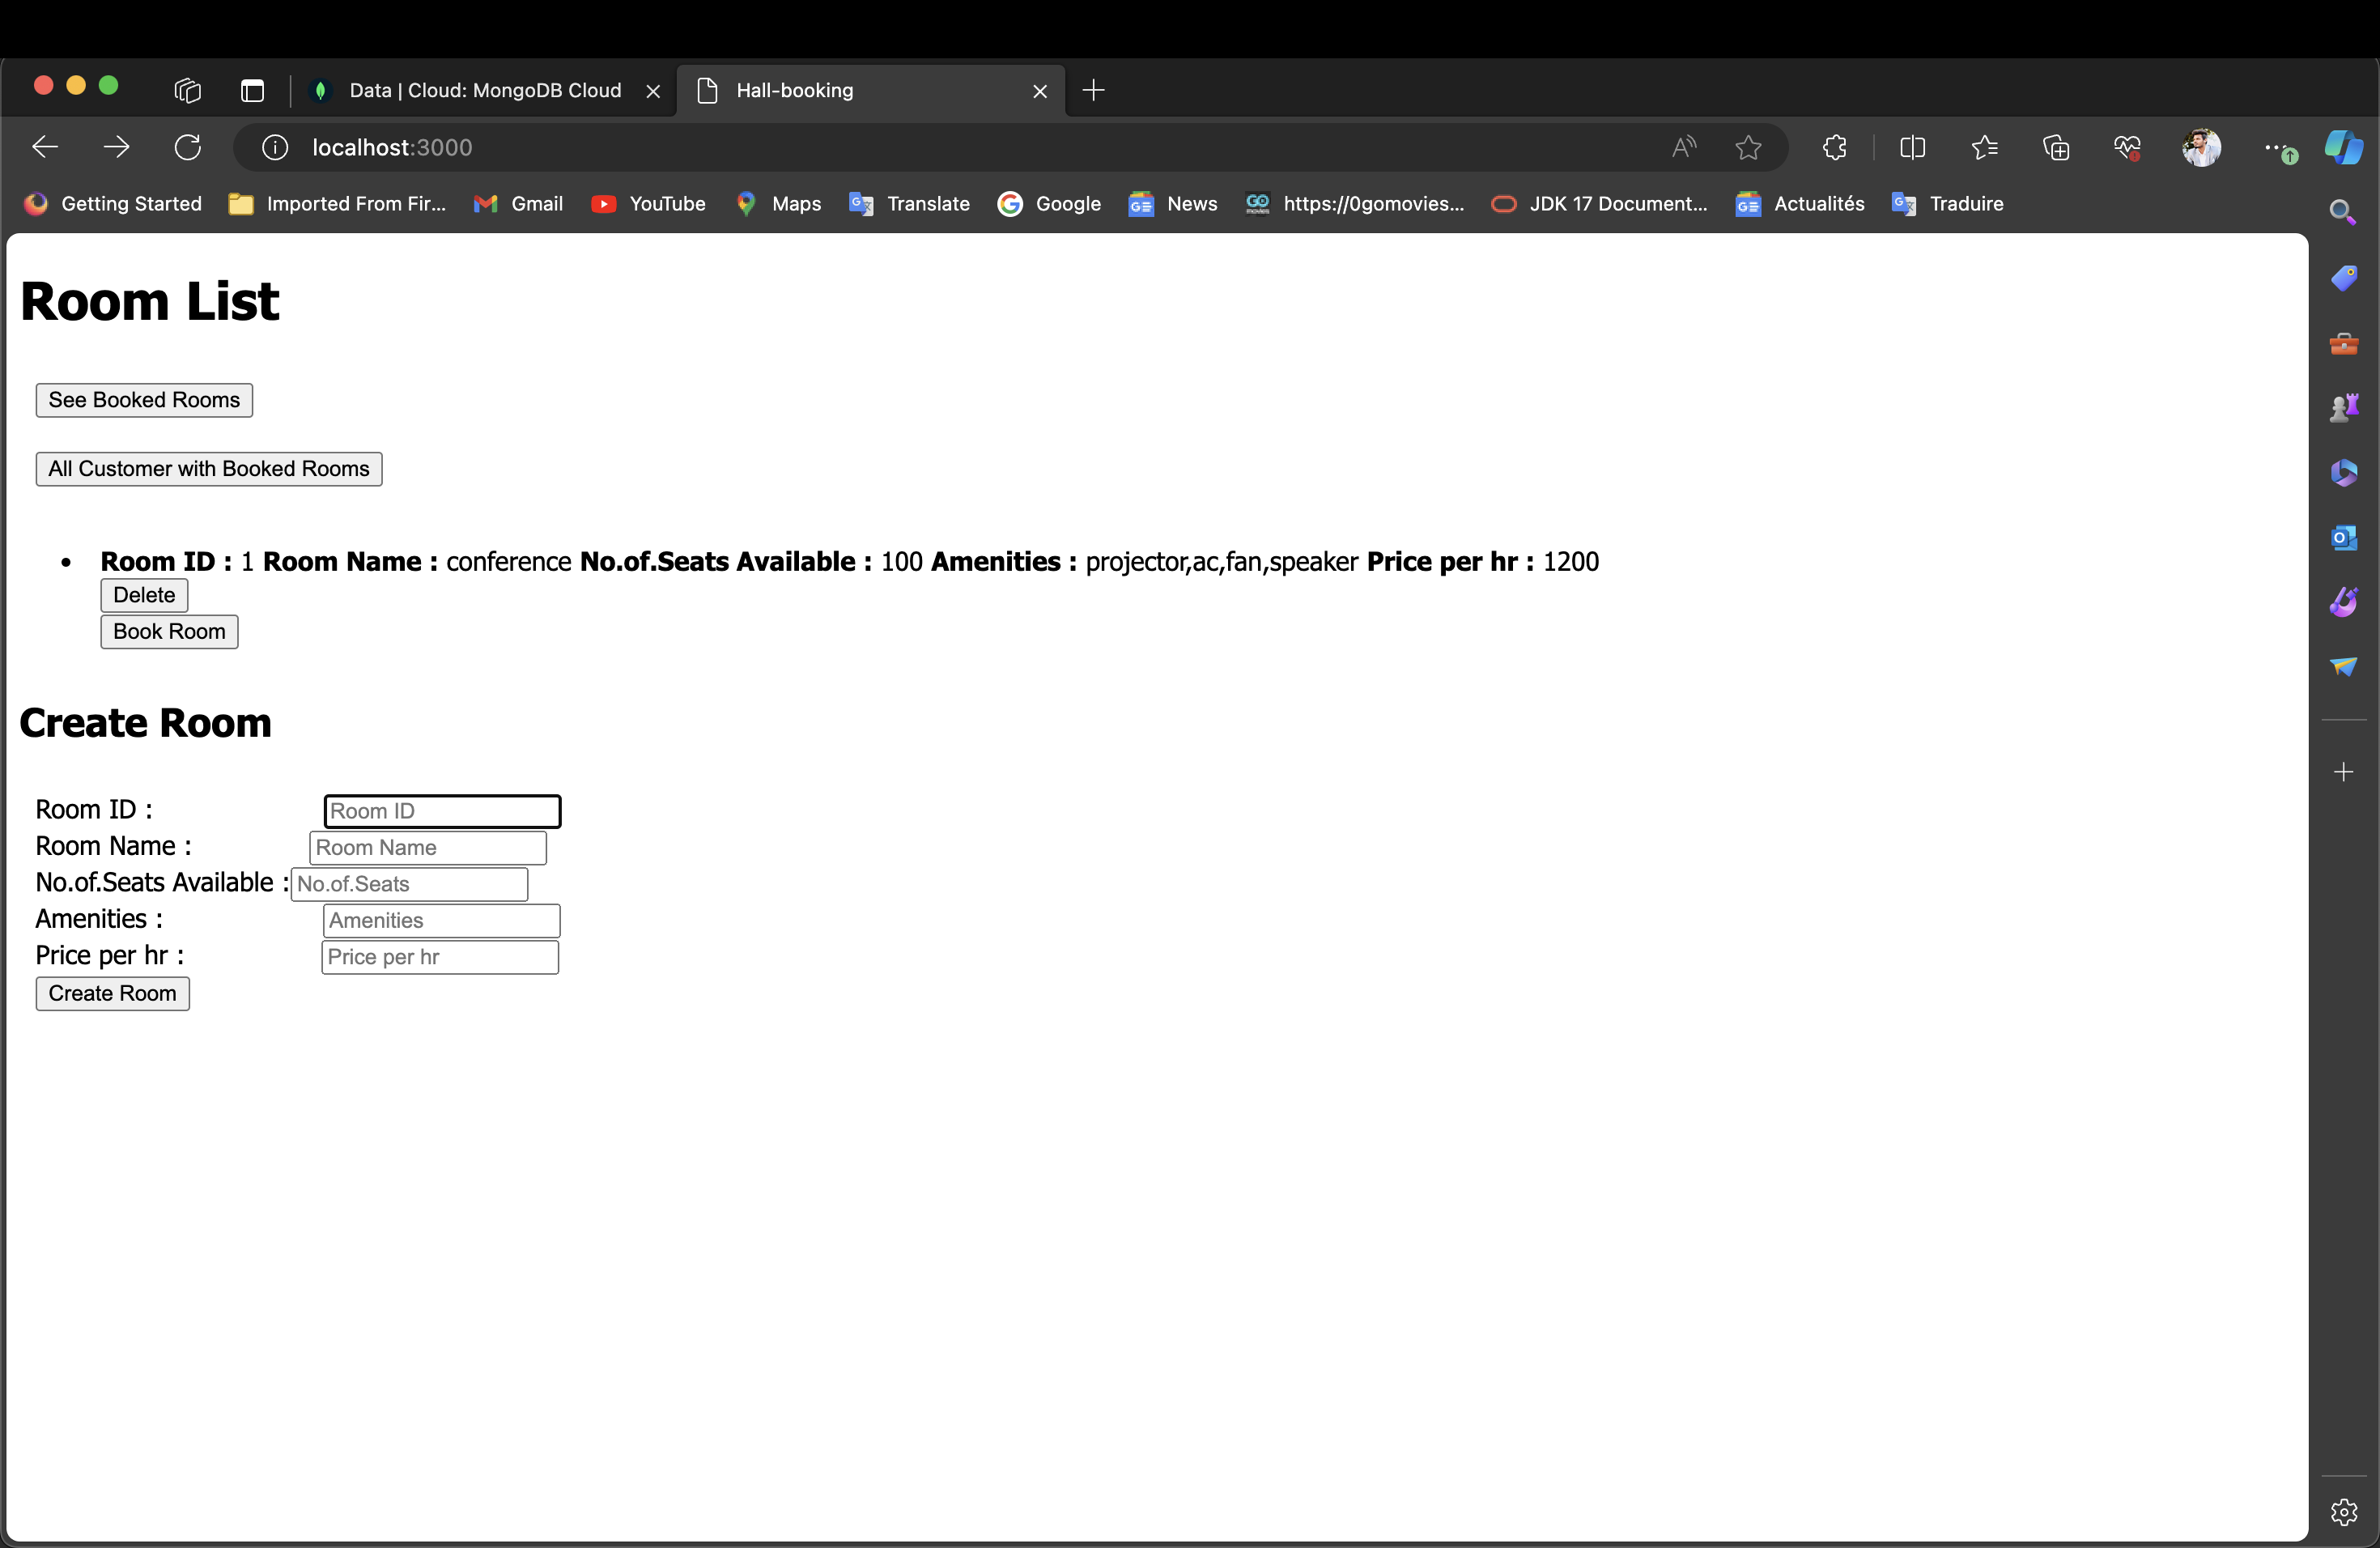 Data | Cloud: MongoDB Cloud
Hall-booking
localhost:3000
Getting Started
Imported From Fir...
Gmail
YouTube
Maps
Translate
Google
News
https://0gomovies...
JDK 17 Document...
Actualités
Traduire
Room List
See Booked Rooms
All Customer with Booked Rooms
Room ID : 1 Room Name : conference No.of.Seats Available : 100 Amenities : projector,ac,fan,speaker Price per hr : 1200
Delete
Book Room
Create Room
Room ID : Room ID
Room Name : Room Name
No.of.Seats Available : No.of.Seats
Amenities : Amenities
Price per hr : Price per hr
Create Room